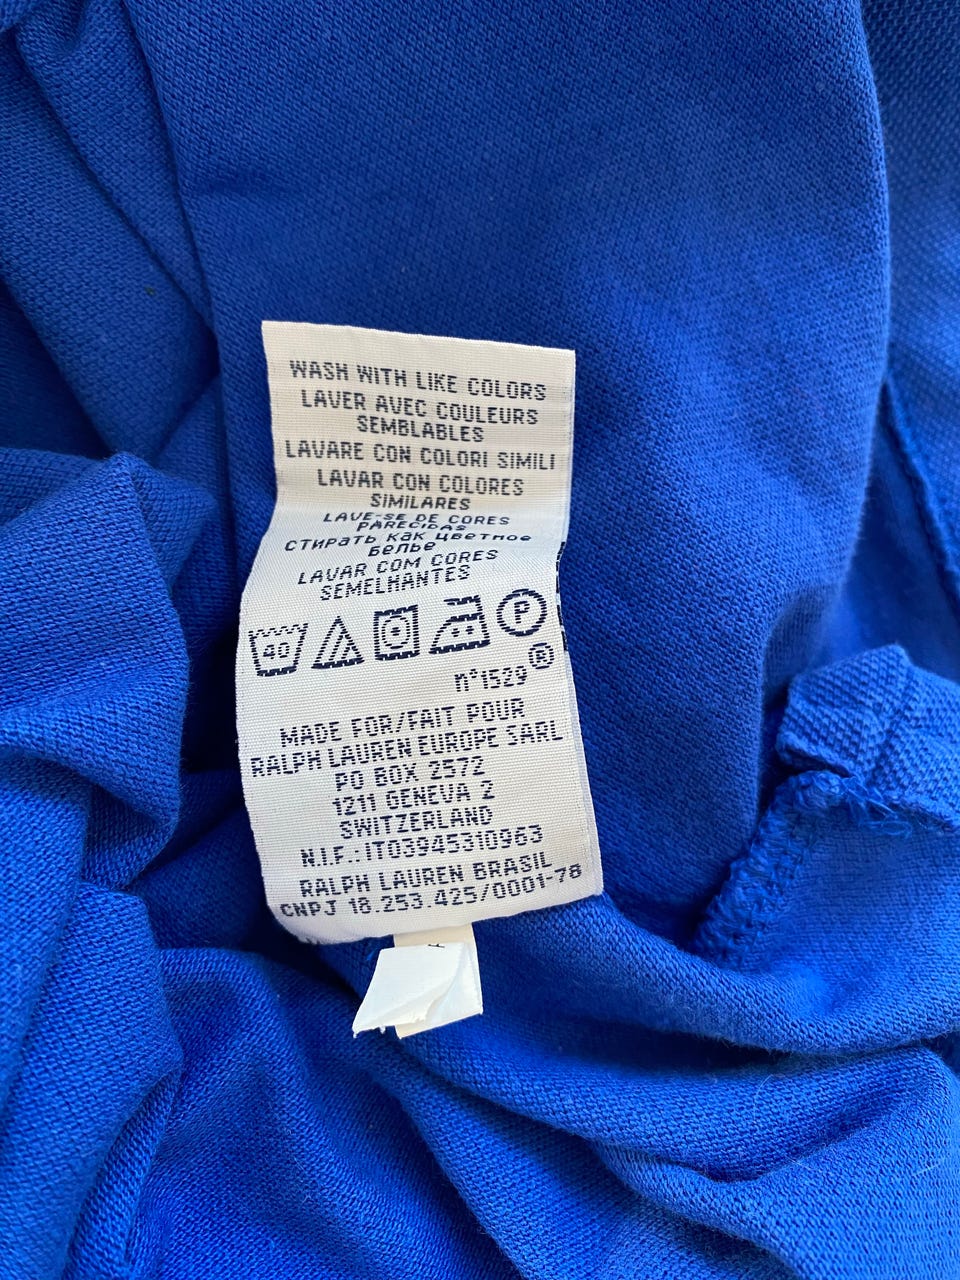 WASH WITH LIKE COLORS
LAVER AVEC COULEURS
SEMBLABLES
LAVARE CON COLORI SIMILI
LAVAR CON COLORES
SIMILARES
LAVE-SE DE CORES
PARECIDAS
СТИРАТЬ КАК ЦВЕТНОЕ
БЕЛЬЕ
LAVAR COM CORES
SEMELHANTES
40 P
n°1529 ®
MADE FOR/FAIT POUR
RALPH LAUREN EUROPE SARL
PO BOX 2572
1211 GENEVA 2
SWITZERLAND
N.I.F.:IT03945310963
RALPH LAUREN BRASIL
CNPJ 18.253.425/0001-78